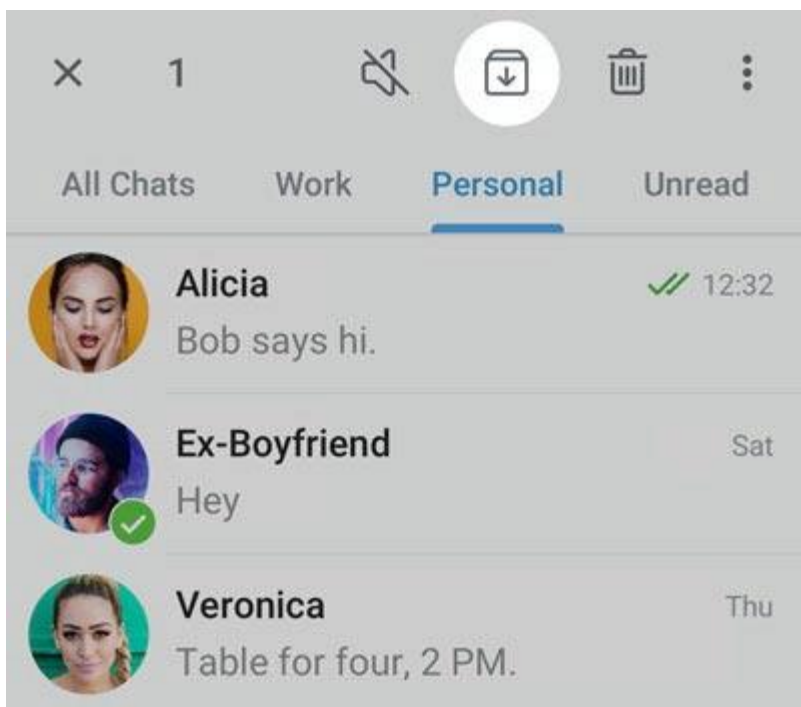 1
All Chats Work Personal Unread
Alicia 12:32
Bob says hi.
Ex-Boyfriend Sat
Hey
Veronica Thu
Table for four, 2 PM.